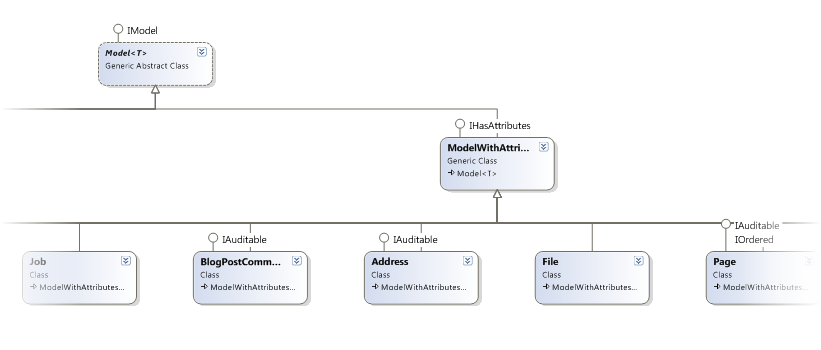 IModel
Model<T>
Generic Abstract Class
IHasAttributes
ModelWithAttri...
Generic Class
Model<T>
IAuditable
IAuditable
IAuditable
IOrdered
Job
Class
ModelWithAttributes...
BlogPostComm...
Class
ModelWithAttributes...
Address
Class
ModelWithAttributes...
File
Class
ModelWithAttributes...
Page
Class
ModelWithAttributes...